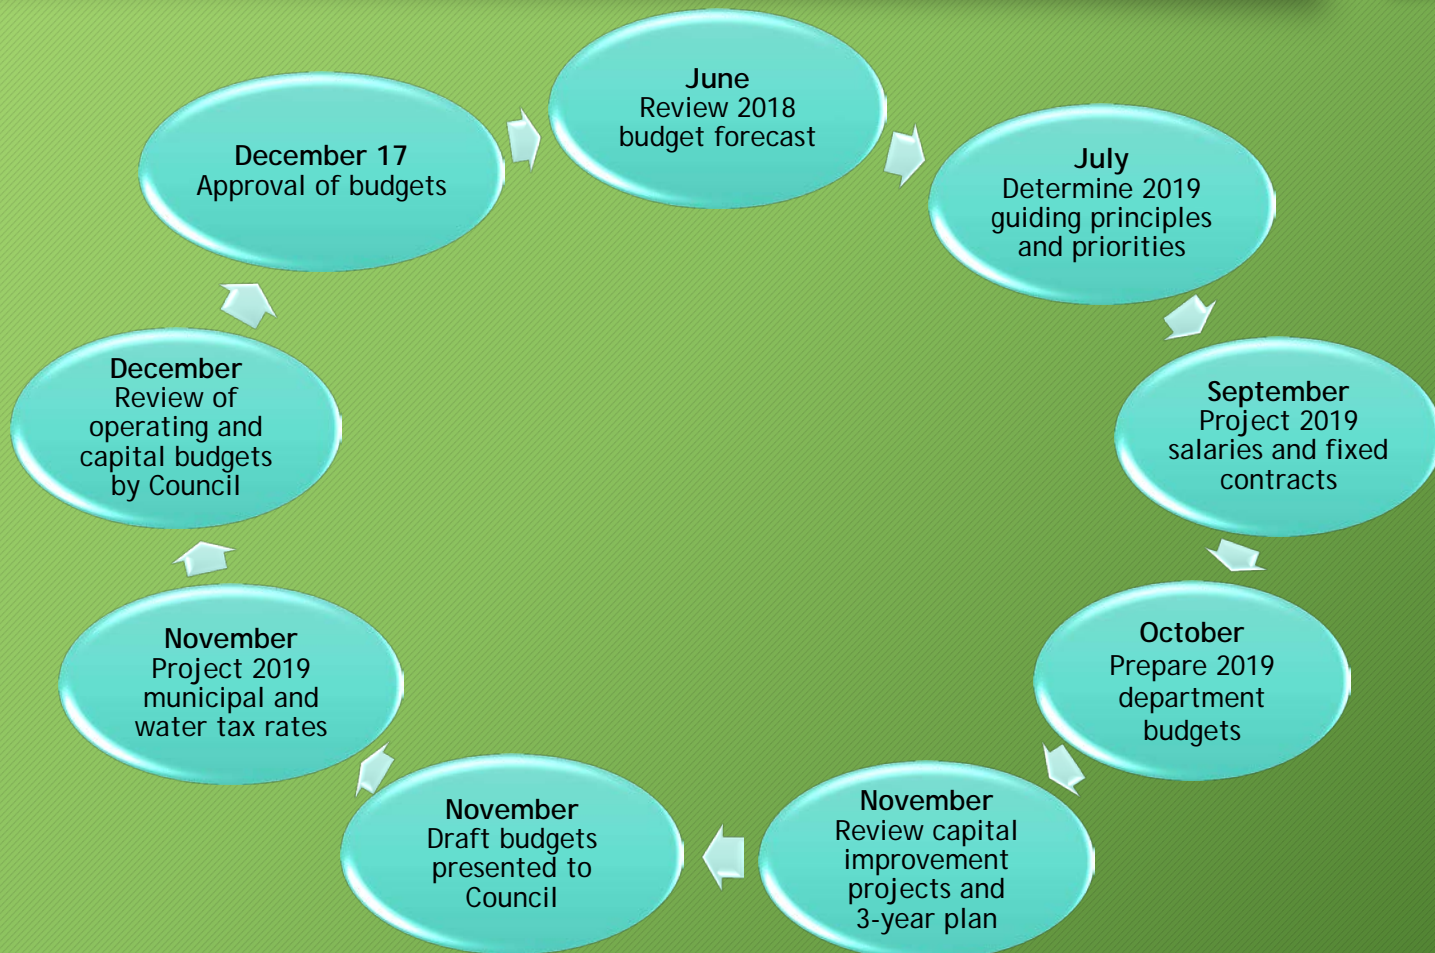 June
Review 2018
budget forecast
July
Determine 2019
guiding principles
and priorities
September
Project 2019
salaries and fixed
contracts
October
Prepare 2019
department
budgets
November
Review capital
improvement
projects and
3-year plan
November
Draft budgets
presented to
Council
November
Project 2019
municipal and
water tax rates
December
Review of
operating and
capital budgets
by Council
December 17
Approval of budgets